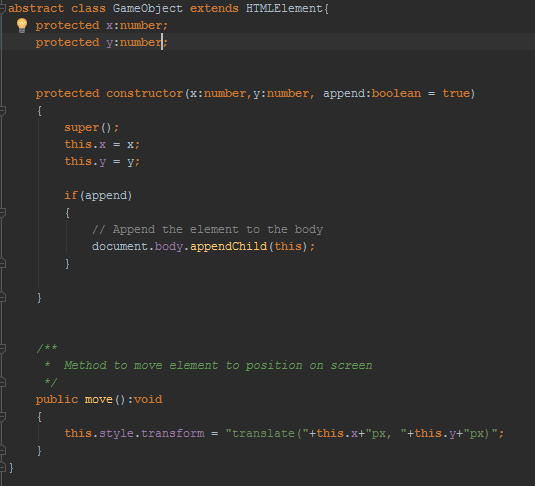 abstract class GameObject extends HTMLElement{
protected x:number;
protected y:number;
protected constructor(x:number,y:number, append:boolean = true)
{
super();
this.x = x;
this.y = y;
if(append)
{
// Append the element to the body
document.body.appendChild(this);
}
}
/**
* Method to move element to position on screen
*/
public move():void
{
this.style.transform = "translate("+this.x+"px, "+this.y+"px)";
}
}